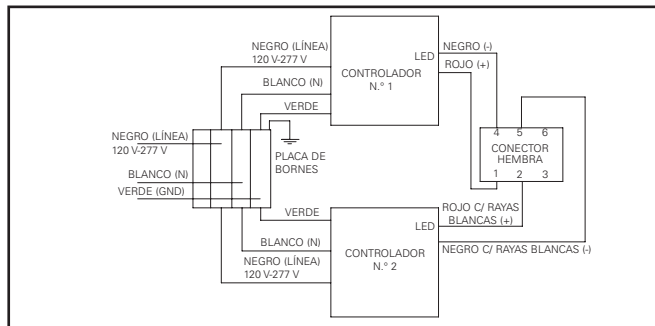 NEGRO (LÍNEA)
120 V-277 V
BLANCO (N)
VERDE
LED
CONTROLADOR
N.º 1
NEGRO (-)
ROJO (+)
4 5 6
CONECTOR
HEMBRA
1 2 3
NEGRO (LÍNEA)
120 V-277 V
BLANCO (N)
VERDE (GND)
PLACA DE
BORNES
VERDE
BLANCO (N)
NEGRO (LÍNEA)
120 V-277 V
LED
CONTROLADOR
N.º 2
ROJO C/ RAYAS
BLANCAS (+)
NEGRO C/ RAYAS BLANCAS (-)